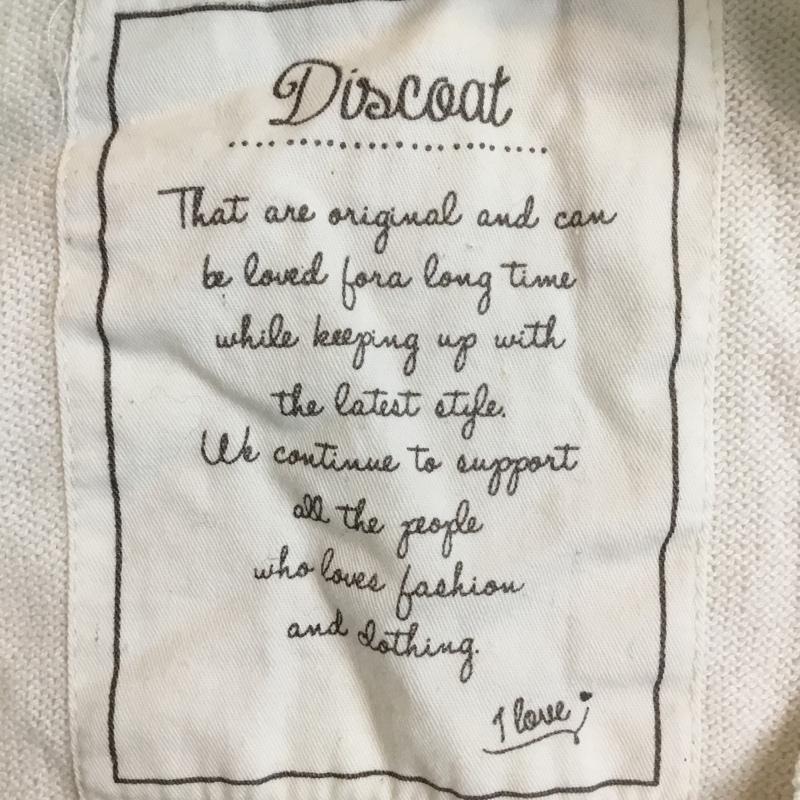 Discoat
That are original and can
be loved fora long time
while keeping up with
the latest style.
We continue to support
all the people
who loves fashion
and clothing.
I love